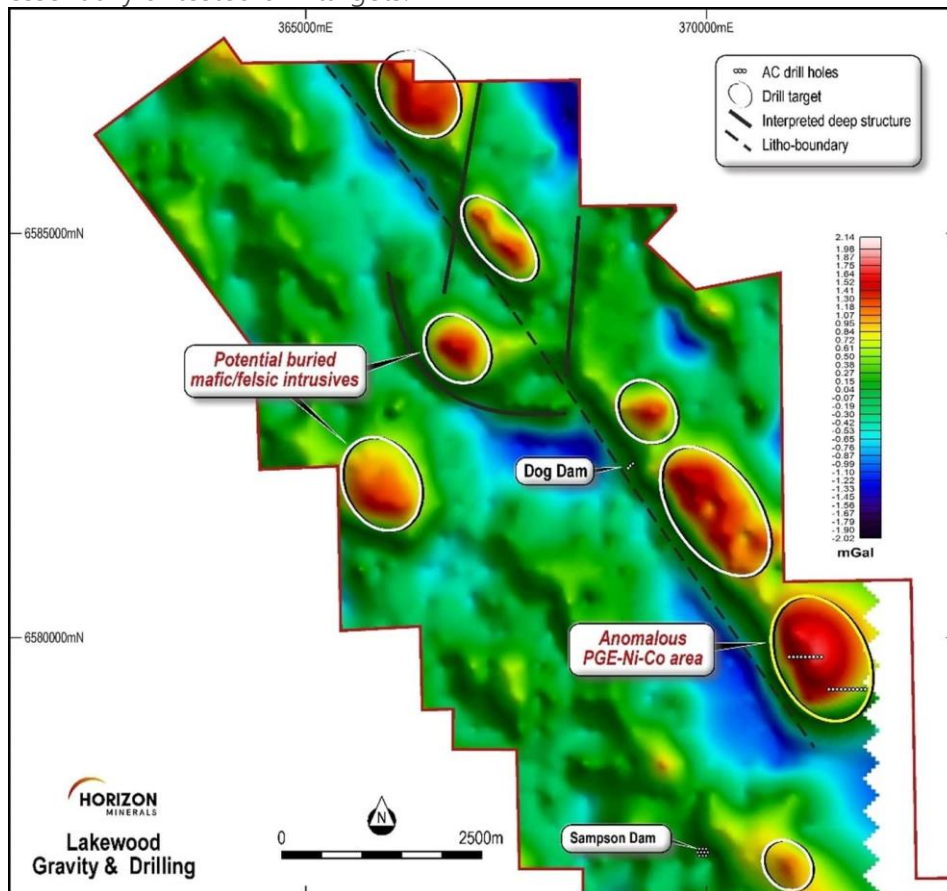 365000mE
370000mE
AC drill holes
Drill target
Interpreted deep structure
Litho-boundary
6585000mN
2.14
1.98
1.87
1.75
1.64
1.52
1.41
1.30
1.18
1.07
0.95
0.84
0.72
0.61
0.50
0.38
0.27
0.15
0.04
-0.07
-0.19
-0.30
-0.42
-0.53
-0.65
-0.76
-0.87
-0.99
-1.10
-1.22
-1.33
-1.45
-1.56
-1.67
-1.79
-1.90
-2.02
mGal
Potential buried
mafic/felsic intrusives
Dog Dam
6580000mN
Anomalous
PGE-Ni-Co area
HORIZON
MINERALS
Lakewood
Gravity & Drilling
N
0
2500m
Sampson Dam